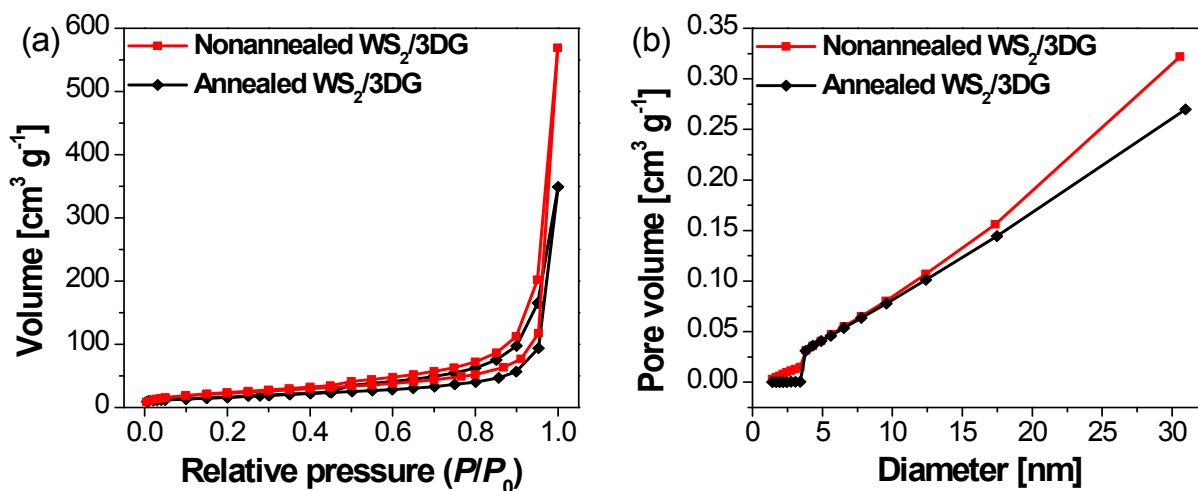 (a)
Nonannealed WS₂/3DG
Annealed WS₂/3DG
Volume [cm³ g⁻¹]
600
500
400
300
200
100
0
0.0 0.2 0.4 0.6 0.8 1.0
Relative pressure (P/P₀)
(b)
Nonannealed WS₂/3DG
Annealed WS₂/3DG
Pore volume [cm³ g⁻¹]
0.35
0.30
0.25
0.20
0.15
0.10
0.05
0.00
0 5 10 15 20 25 30
Diameter [nm]